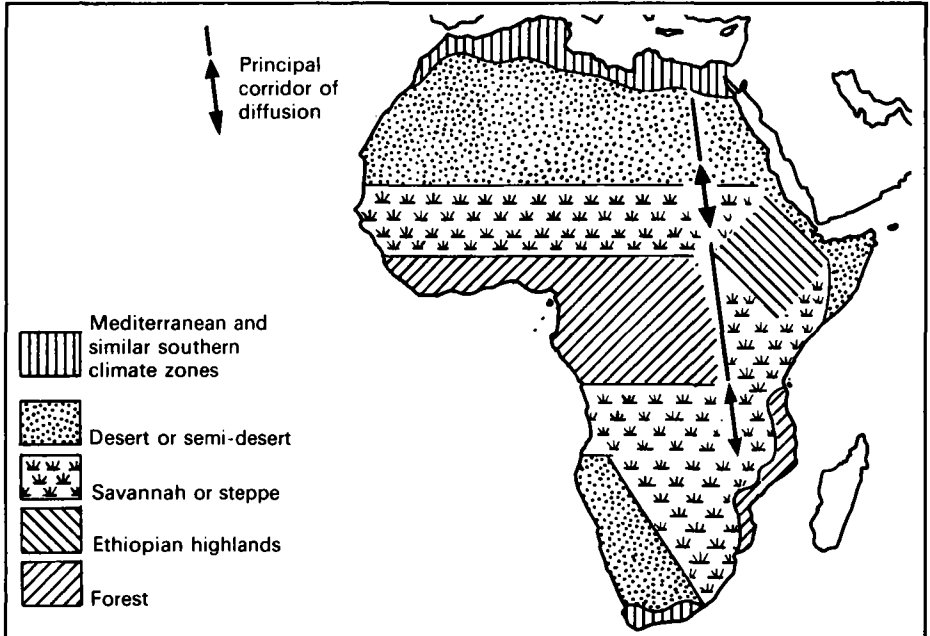 Principal
corridor of
diffusion
Mediterranean and
similar southern
climate zones
Desert or semi-desert
Savannah or steppe
Ethiopian highlands
Forest